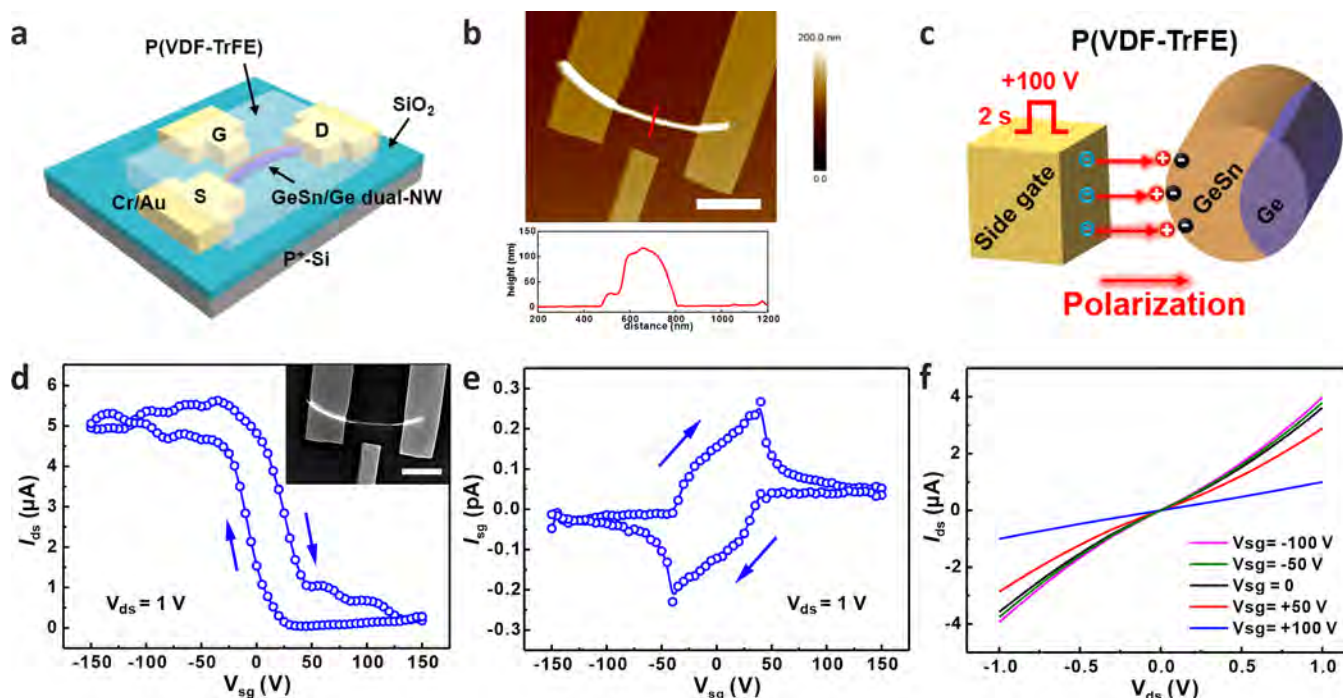 a
P(VDF-TrFE)
SiO₂
G
D
S
Cr/Au
GeSn/Ge dual-NW
P⁺-Si
b
200.0 nm
0.0
height (nm)
150
100
50
0
200
400
600
800
1000
1200
distance (nm)
c
P(VDF-TrFE)
+100 V
2 s
Side gate
GeSn
Ge
Polarization
d
Ids (μA)
6
5
4
3
2
1
0
Vds = 1 V
-150 -100 -50 0 50 100 150
Vsg (V)
e
Isg (pA)
0.3
0.2
0.1
0.0
-0.1
-0.2
-0.3
Vds = 1 V
-150 -100 -50 0 50 100 150
Vsg (V)
f
Ids (μA)
4
2
0
-2
-4
Vsg= -100 V
Vsg= -50 V
Vsg= 0
Vsg= +50 V
Vsg= +100 V
-1.0 -0.5 0.0 0.5 1.0
Vds (V)